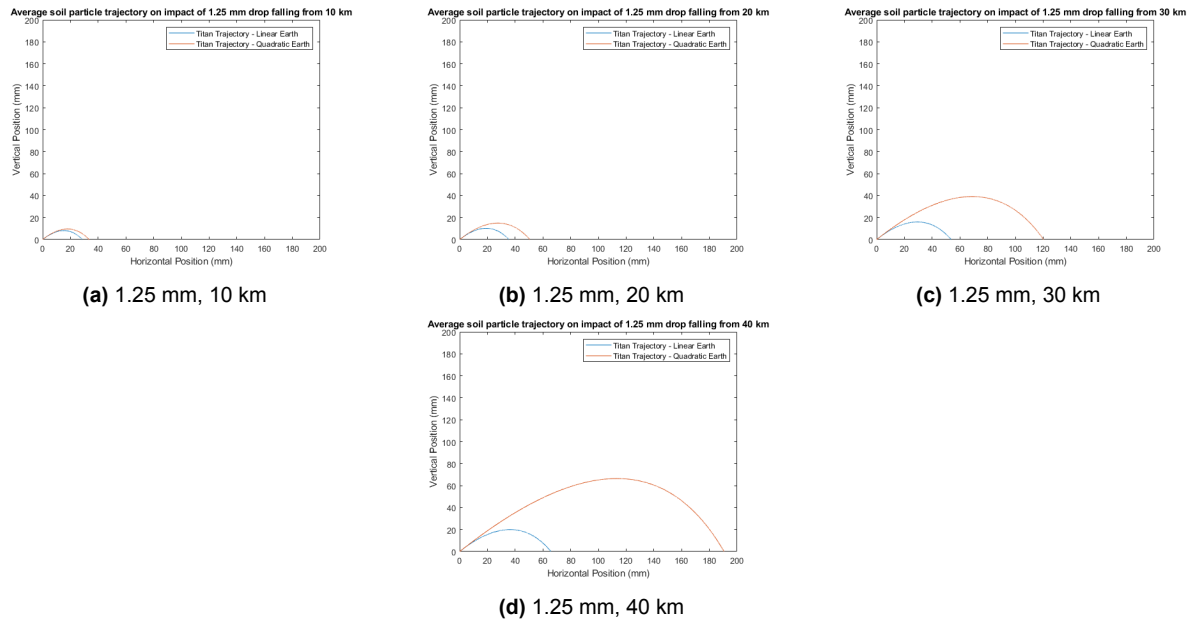 Average soil particle trajectory on impact of 1.25 mm drop falling from 10 km
200
180
160
140
120
100
80
60
40
20
0
Vertical Position (mm)
Titan Trajectory - Linear Earth
Titan Trajectory - Quadratic Earth
0 20 40 60 80 100 120 140 160 180 200
Horizontal Position (mm)
(a) 1.25 mm, 10 km
Average soil particle trajectory on impact of 1.25 mm drop falling from 20 km
200
180
160
140
120
100
80
60
40
20
0
Vertical Position (mm)
Titan Trajectory - Linear Earth
Titan Trajectory - Quadratic Earth
0 20 40 60 80 100 120 140 160 180 200
Horizontal Position (mm)
(b) 1.25 mm, 20 km
Average soil particle trajectory on impact of 1.25 mm drop falling from 30 km
200
180
160
140
120
100
80
60
40
20
0
Vertical Position (mm)
Titan Trajectory - Linear Earth
Titan Trajectory - Quadratic Earth
0 20 40 60 80 100 120 140 160 180 200
Horizontal Position (mm)
(c) 1.25 mm, 30 km
Average soil particle trajectory on impact of 1.25 mm drop falling from 40 km
200
180
160
140
120
100
80
60
40
20
0
Vertical Position (mm)
Titan Trajectory - Linear Earth
Titan Trajectory - Quadratic Earth
0 20 40 60 80 100 120 140 160 180 200
Horizontal Position (mm)
(d) 1.25 mm, 40 km